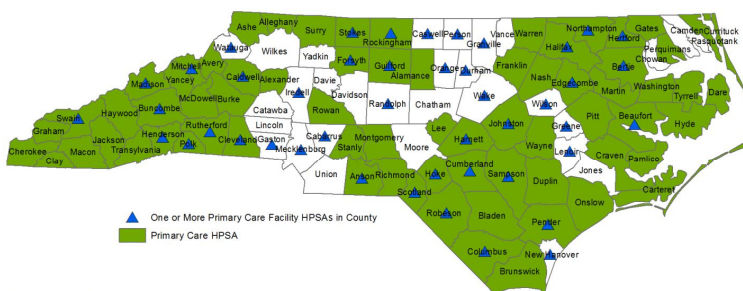 Alleghany
Ashe
Surry
Stokes
Rockingham
Caswell
Person
Granville
Vance
Warren
Northampton
Gates
Camden
Currituck
Pasquotank
Perquimans
Chowan
Hertford
Halifax
Watauga
Wilkes
Yadkin
Forsyth
Guilford
Alamance
Orange
Durham
Franklin
Nash
Edgecombe
Bertie
Martin
Washington
Tyrrell
Dare
Mitchell
Avery
Yancey
Madison
Caldwell
Alexander
Davie
Iredell
Davidson
Randolph
Chatham
Wake
Wilson
Pitt
Beaufort
Hyde
Swain
Haywood
Buncombe
McDowell
Burke
Catawba
Rowan
Lee
Johnston
Greene
Graham
Jackson
Henderson
Rutherford
Lincoln
Cabarrus
Montgomery
Stanly
Moore
Harnett
Wayne
Lenoir
Craven
Pamlico
Cherokee
Clay
Macon
Transylvania
Polk
Cleveland
Gaston
Mecklenburg
Union
Anson
Richmond
Hoke
Cumberland
Sampson
Duplin
Jones
Carteret
Scotland
Robeson
Bladen
Onslow
Pender
Columbus
Brunswick
New Hanover
One or More Primary Care Facility HPSAs in County
Primary Care HPSA